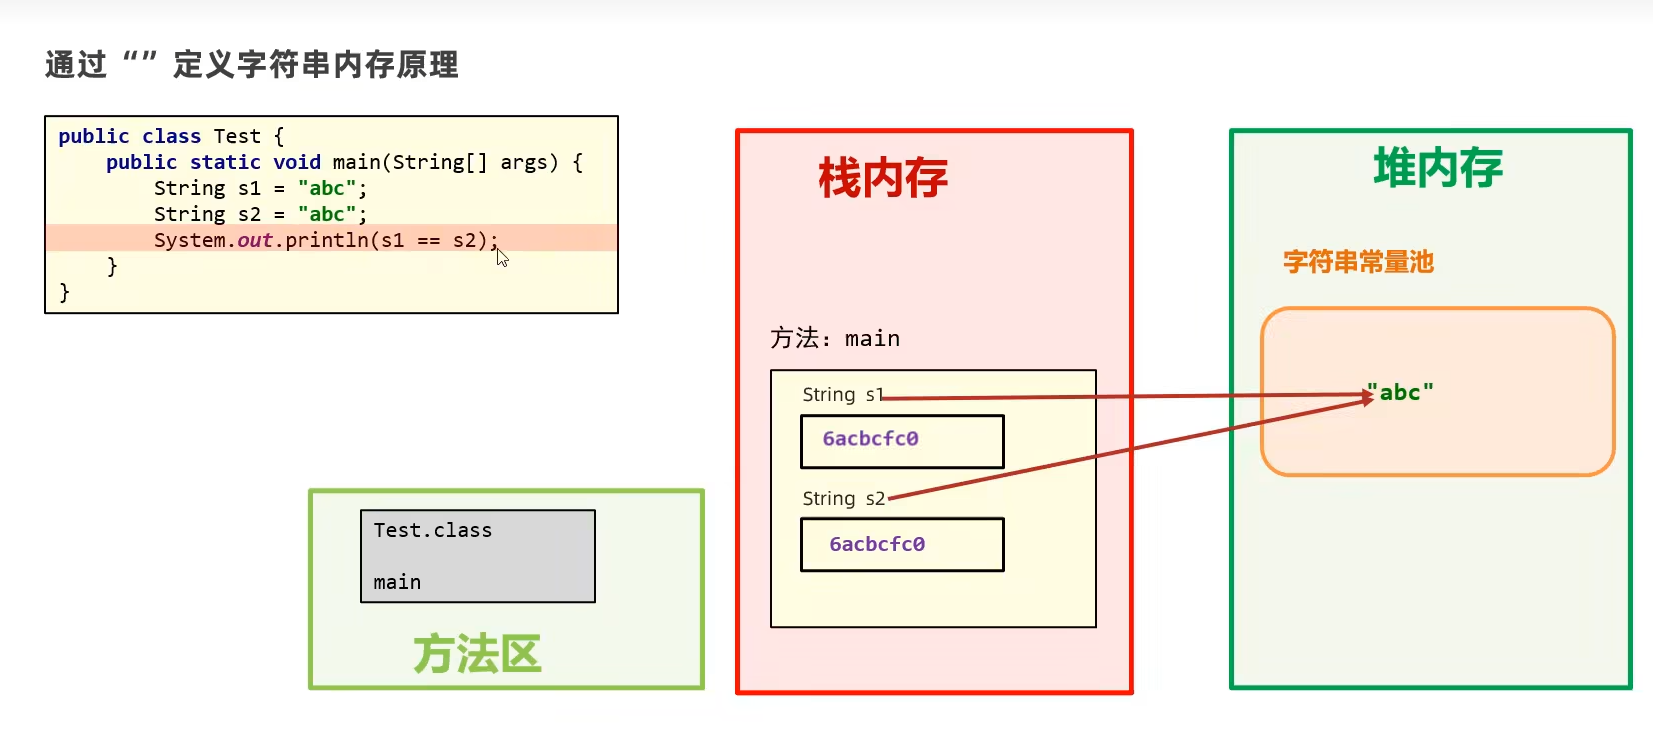 通过 “” 定义字符串内存原理
public class Test {
    public static void main(String[] args) {
        String s1 = "abc";
        String s2 = "abc";
        System.out.println(s1 == s2);
    }
}
栈内存
方法：main
String s1
6acbcfc0
String s2
6acbcfc0
堆内存
字符串常量池
"abc"
Test.class
main
方法区